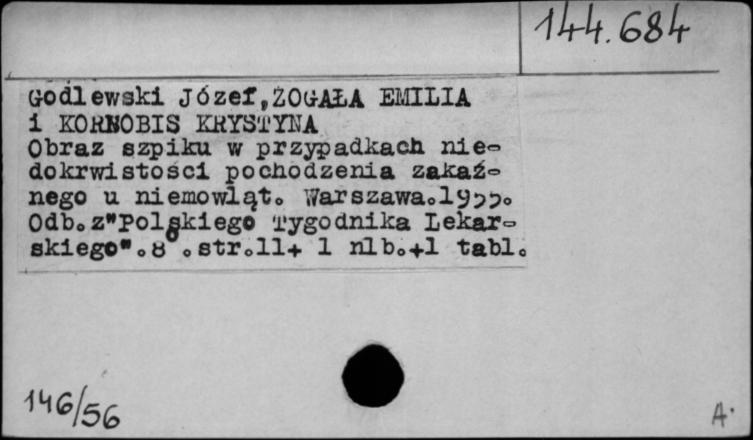 144.684
Godlewski Józef,ŻOGAŁA EMILIA
i KORNOBIS KRYSTYNA
Obraz szpiku w przypadkach nie-
dokrwistości pochodzenia zakaź-
nego u niemowląt. Warszawa.1955.
Odb.z"Polskiego Tygodnika Lekar-
skiego".8°.str.11+ 1 nlb.+1 tabl.
146/56
A.